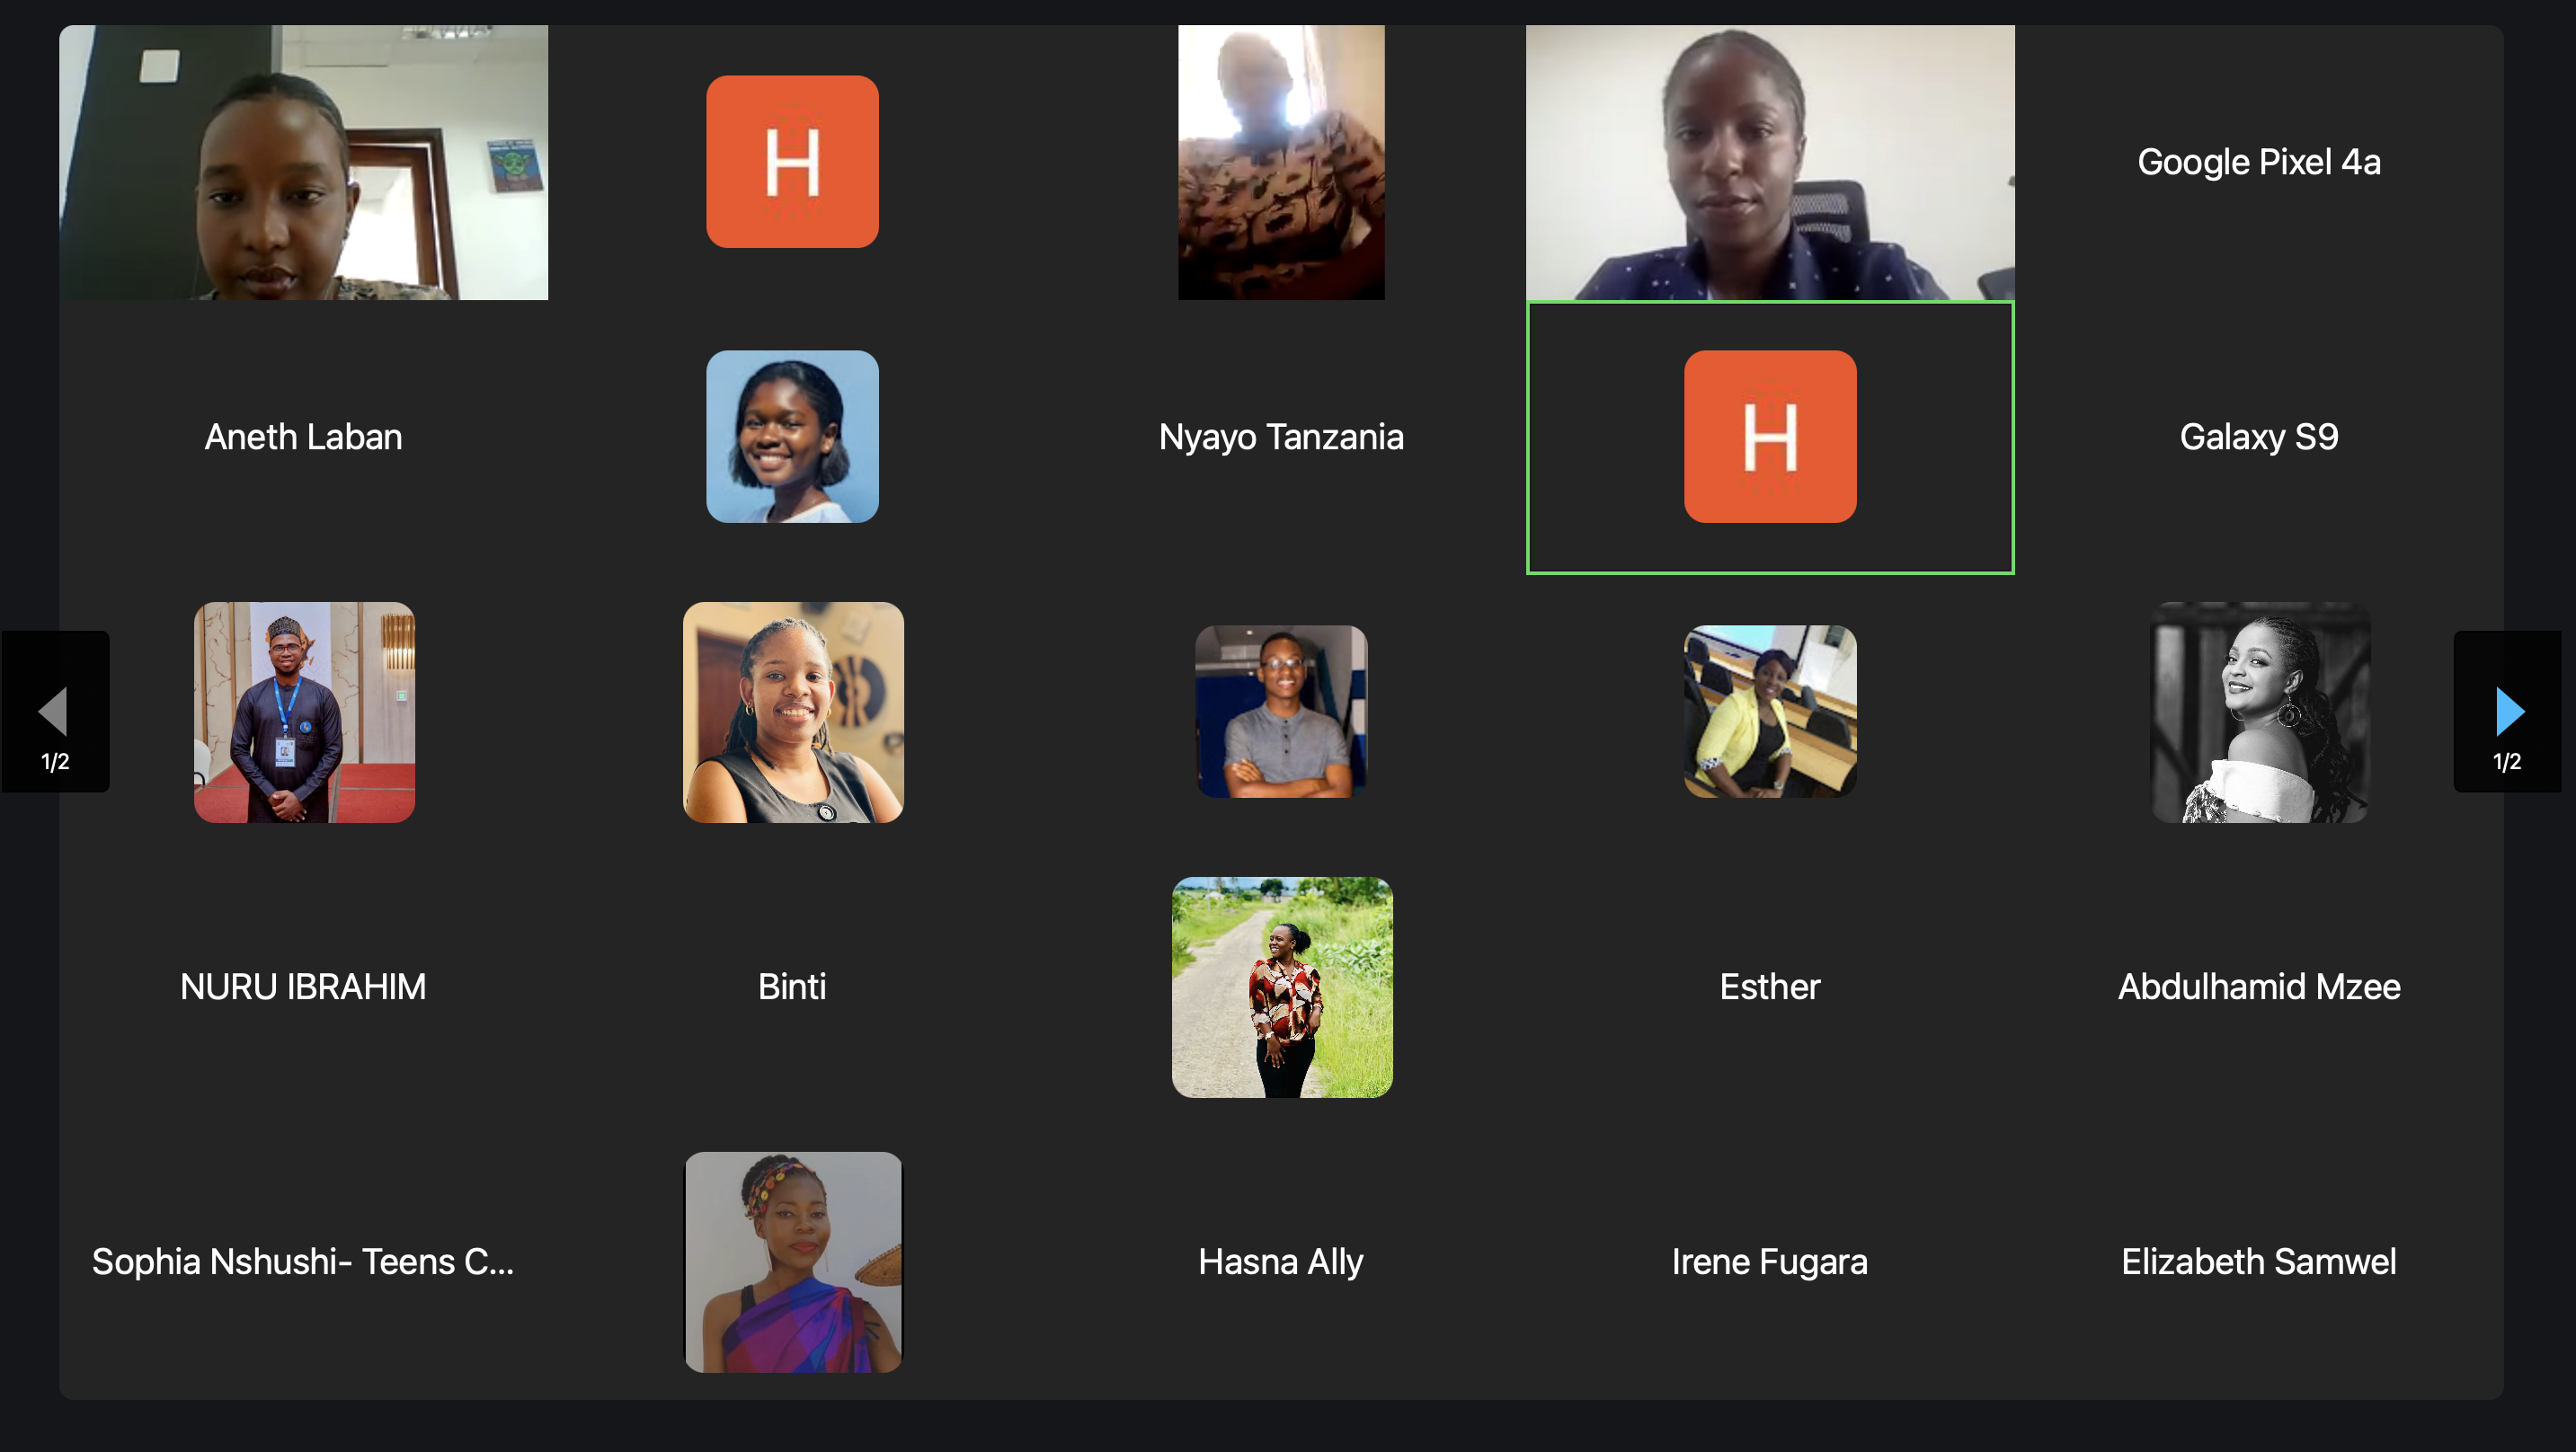 H
Google Pixel 4a
Aneth Laban
Nyayo Tanzania
H
Galaxy S9
1/2
1/2
NURU IBRAHIM
Binti
Esther
Abdulhamid Mzee
Sophia Nshushi- Teens C...
Hasna Ally
Irene Fugara
Elizabeth Samwel